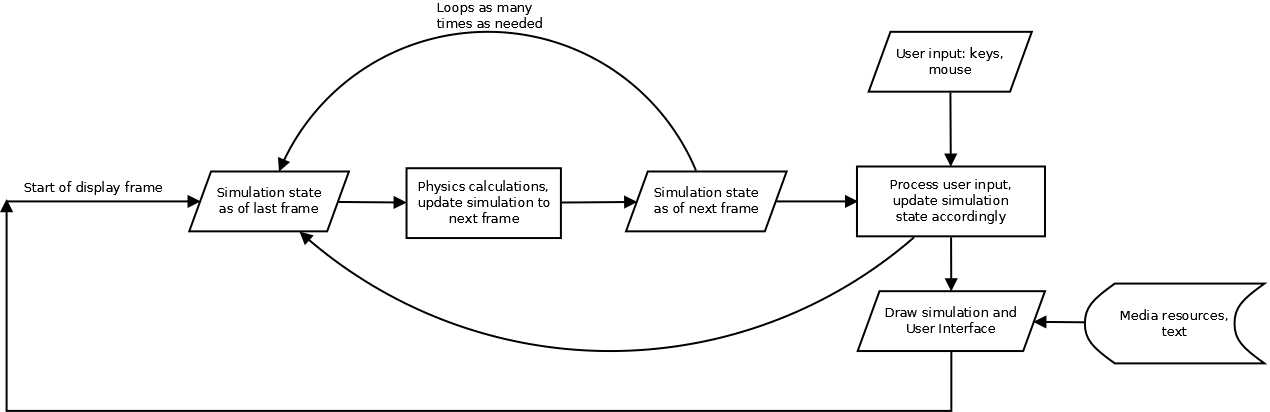 Loops as many
times as needed
User input: keys,
mouse
Start of display frame
Simulation state
as of last frame
Physics calculations,
update simulation to
next frame
Simulation state
as of next frame
Process user input,
update simulation
state accordingly
Draw simulation and
User Interface
Media resources,
text